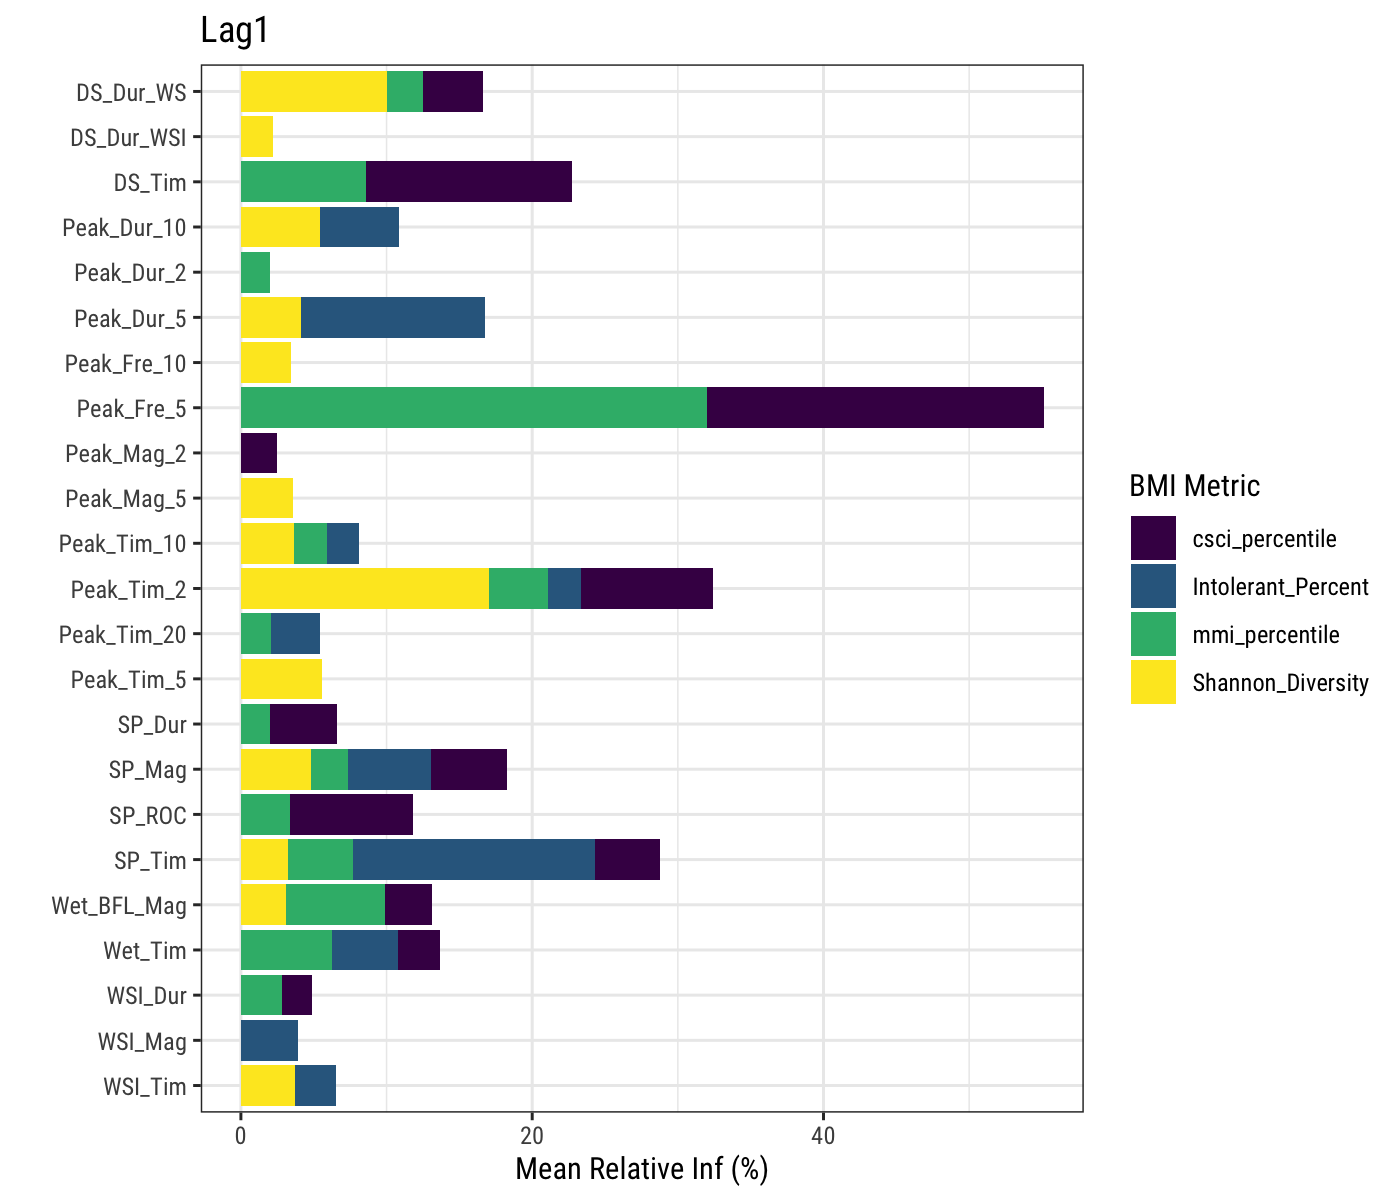 Lag1
DS_Dur_WS
DS_Dur_WSI
DS_Tim
Peak_Dur_10
Peak_Dur_2
Peak_Dur_5
Peak_Fre_10
Peak_Fre_5
Peak_Mag_2
Peak_Mag_5
Peak_Tim_10
Peak_Tim_2
Peak_Tim_20
Peak_Tim_5
SP_Dur
SP_Mag
SP_ROC
SP_Tim
Wet_BFL_Mag
Wet_Tim
WSI_Dur
WSI_Mag
WSI_Tim
0 20 40
Mean Relative Inf (%)
BMI Metric
csci_percentile
Intolerant_Percent
mmi_percentile
Shannon_Diversity